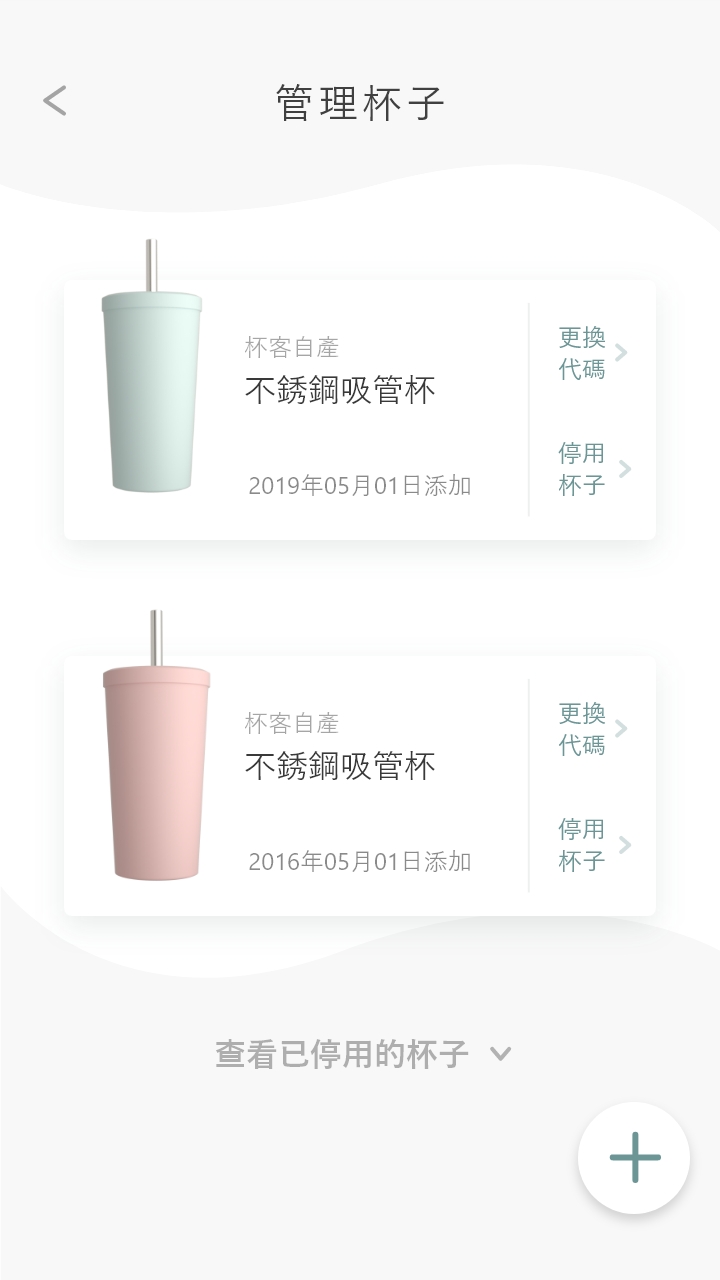 管理杯子
杯客自產
不銹鋼吸管杯
2019年05月01日添加
更換
代碼
停用
杯子
杯客自產
不銹鋼吸管杯
2016年05月01日添加
更換
代碼
停用
杯子
查看已停用的杯子